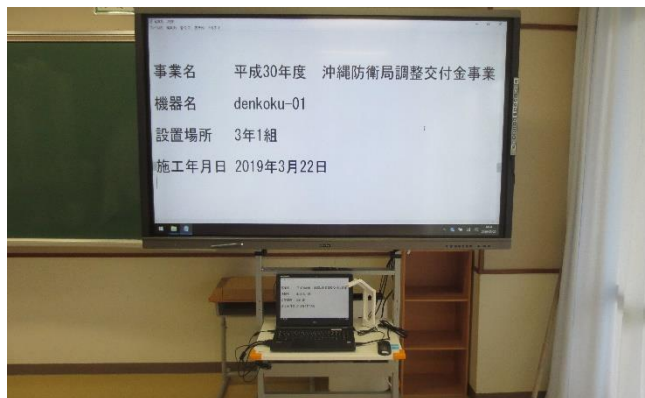 事業名　平成30年度　沖縄防衛局調整交付金事業
機器名　denkoku-01
設置場所　3年1組
施工年月日　2019年3月22日